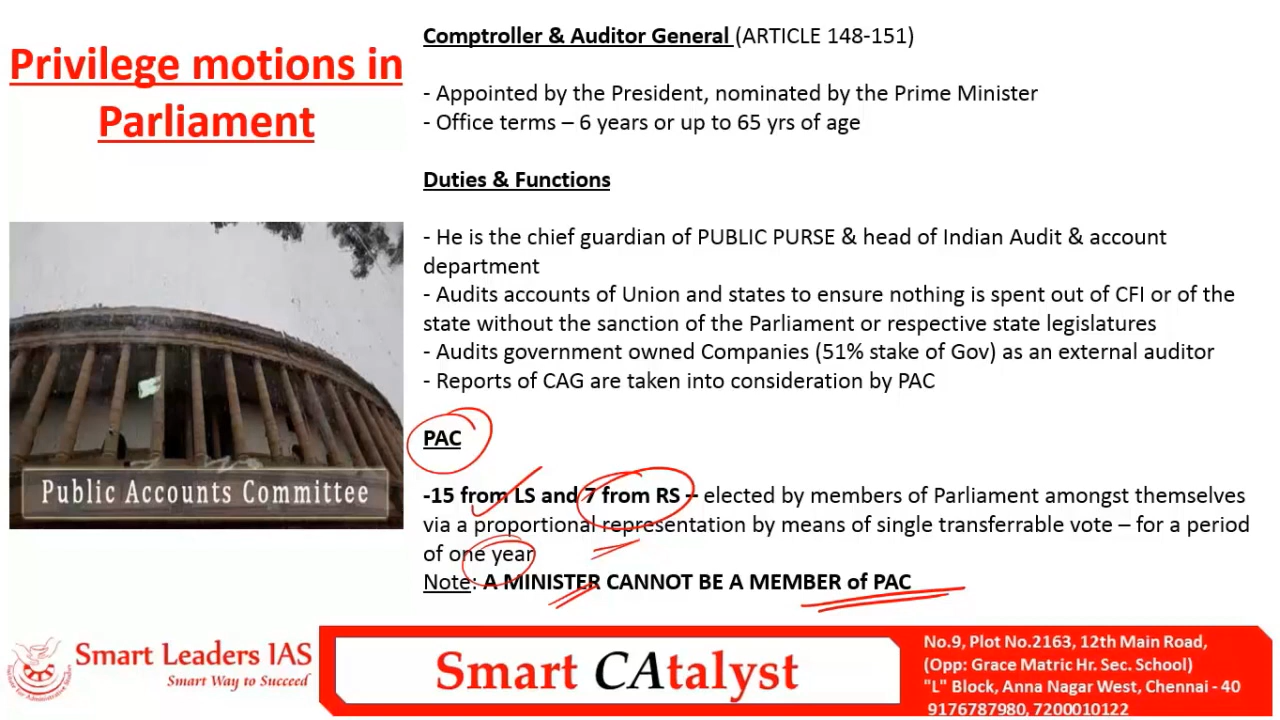 Privilege motions in
Parliament
Comptroller & Auditor General (ARTICLE 148-151)
- Appointed by the President, nominated by the Prime Minister
- Office terms – 6 years or up to 65 yrs of age
Duties & Functions
- He is the chief guardian of PUBLIC PURSE & head of Indian Audit & account
department
- Audits accounts of Union and states to ensure nothing is spent out of CFI or of the
state without the sanction of the Parliament or respective state legislatures
- Audits government owned Companies (51% stake of Gov) as an external auditor
- Reports of CAG are taken into consideration by PAC
PAC
-15 from LS and 7 from RS – elected by members of Parliament amongst themselves
via a proportional representation by means of single transferrable vote – for a period
of one year
Note: A MINISTER CANNOT BE A MEMBER of PAC
Public Accounts Committee
Smart Leaders IAS
Smart Way to Succeed
Smart CAtalyst
No.9, Plot No.2163, 12th Main Road,
(Opp: Grace Matric Hr. Sec. School)
"L" Block, Anna Nagar West, Chennai - 40
9176787980, 7200010122